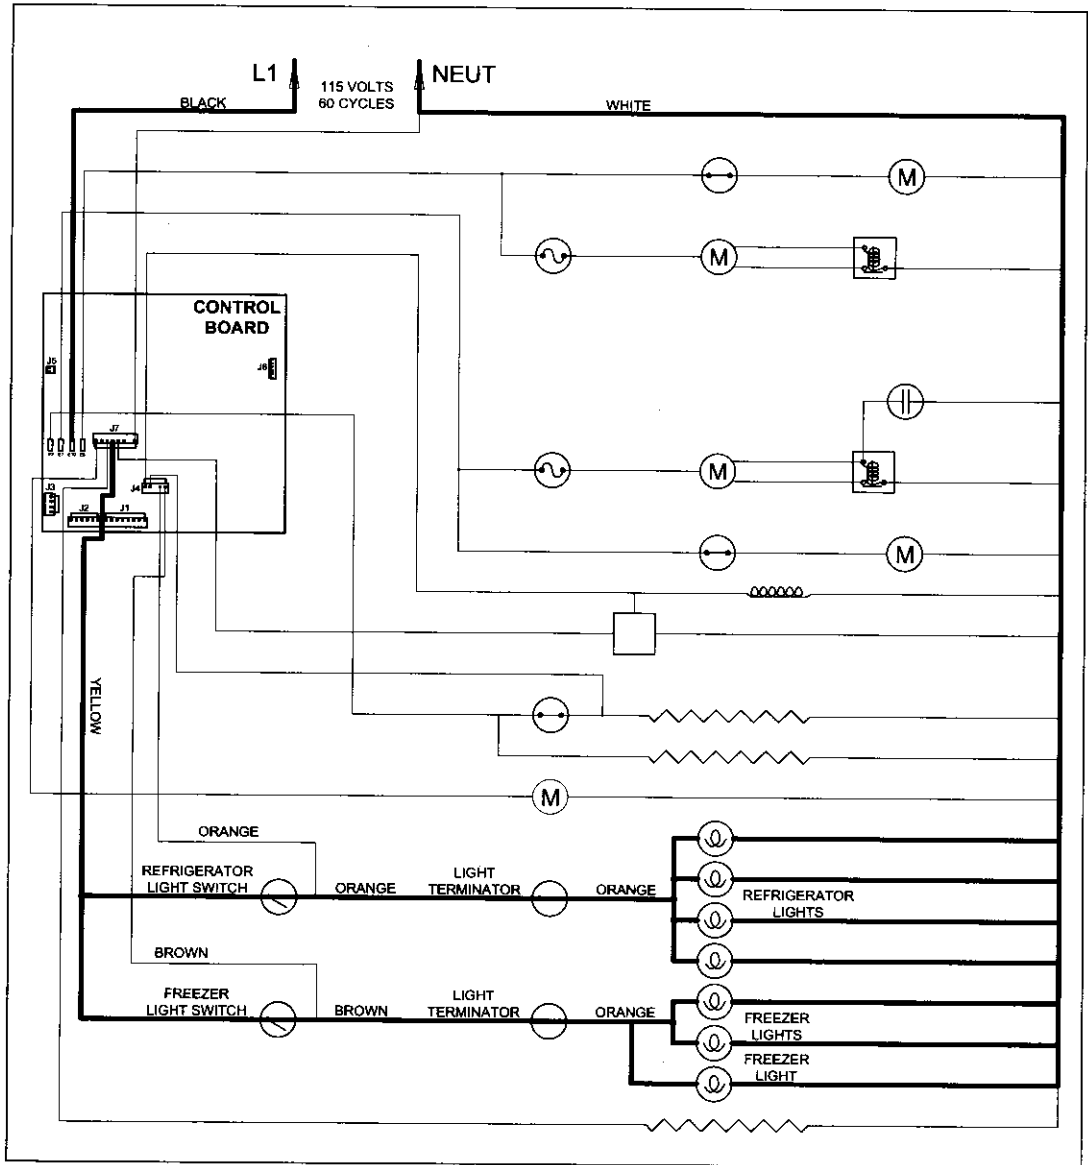 L1
115 VOLTS
60 CYCLES
NEUT
BLACK
WHITE
M
M
CONTROL
BOARD
J5
J6
J7
M
J4
J3
J2
J1
M
YELLOW
M
ORANGE
REFRIGERATOR
LIGHT SWITCH
ORANGE
LIGHT
TERMINATOR
ORANGE
REFRIGERATOR
LIGHTS
BROWN
FREEZER
LIGHT SWITCH
BROWN
LIGHT
TERMINATOR
ORANGE
FREEZER
LIGHTS
FREEZER
LIGHT